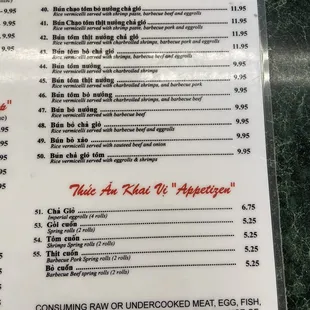 40. Bún chạo tôm bò nướng chả giò 11.95
Rice vermicelli served with shrimp paste, barbecue beef and eggrolls
41. Bún Chạo tôm thịt nướng chả giò 11.95
Rice vermicelli served with shrimp paste, barbecue pork and eggrolls
42. Bún tôm thịt nướng chả giò 11.95
Rice vermicelli served with charbroiled shrimps, barbecue pork and eggrolls
43. Bún tôm bò nướng chả giò 11.95
Rice vermicelli served with charbroiled shrimps, barbecue beef and eggrolls
44. Bún tôm nướng 9.95
Rice vermicelli served with charbroiled shrimps
45. Bún tôm thịt nướng 9.95
Rice vermicelli served with charbroiled shrimps, and barbecue pork
46. Bún tôm bò nướng 9.95
Rice vermicelli served with charbroiled shrimps, and barbecue beef
47. Bún bò nướng 9.95
Rice vermicelli served with barbecue beef
48. Bún bò chả giò 9.95
Rice vermicelli served with barbecue beef and eggrolls
49. Bún bò xào 9.95
Rice vermicelli served with sauteed beef and onion
50. Bún chả giò tôm 9.95
Rice vermicelli served with eggrolls & shrimps
Thức Ăn Khai Vị "Appetizen"
51. Chả Giò 6.75
Imperial eggrolls (4 rolls)
53. Gỏi cuốn 5.25
Spring rolls (2 rolls)
54. Tôm cuốn 5.25
Shrimps Spring rolls (2 rolls)
55. Thịt cuốn 5.25
Barbecue Pork Spring rolls (2 rolls)
Bò cuốn 5.25
Barbecue Beef Spring rolls (2 rolls)
CONSUMING RAW OR UNDERCOOKED MEAT, EGG, FISH,